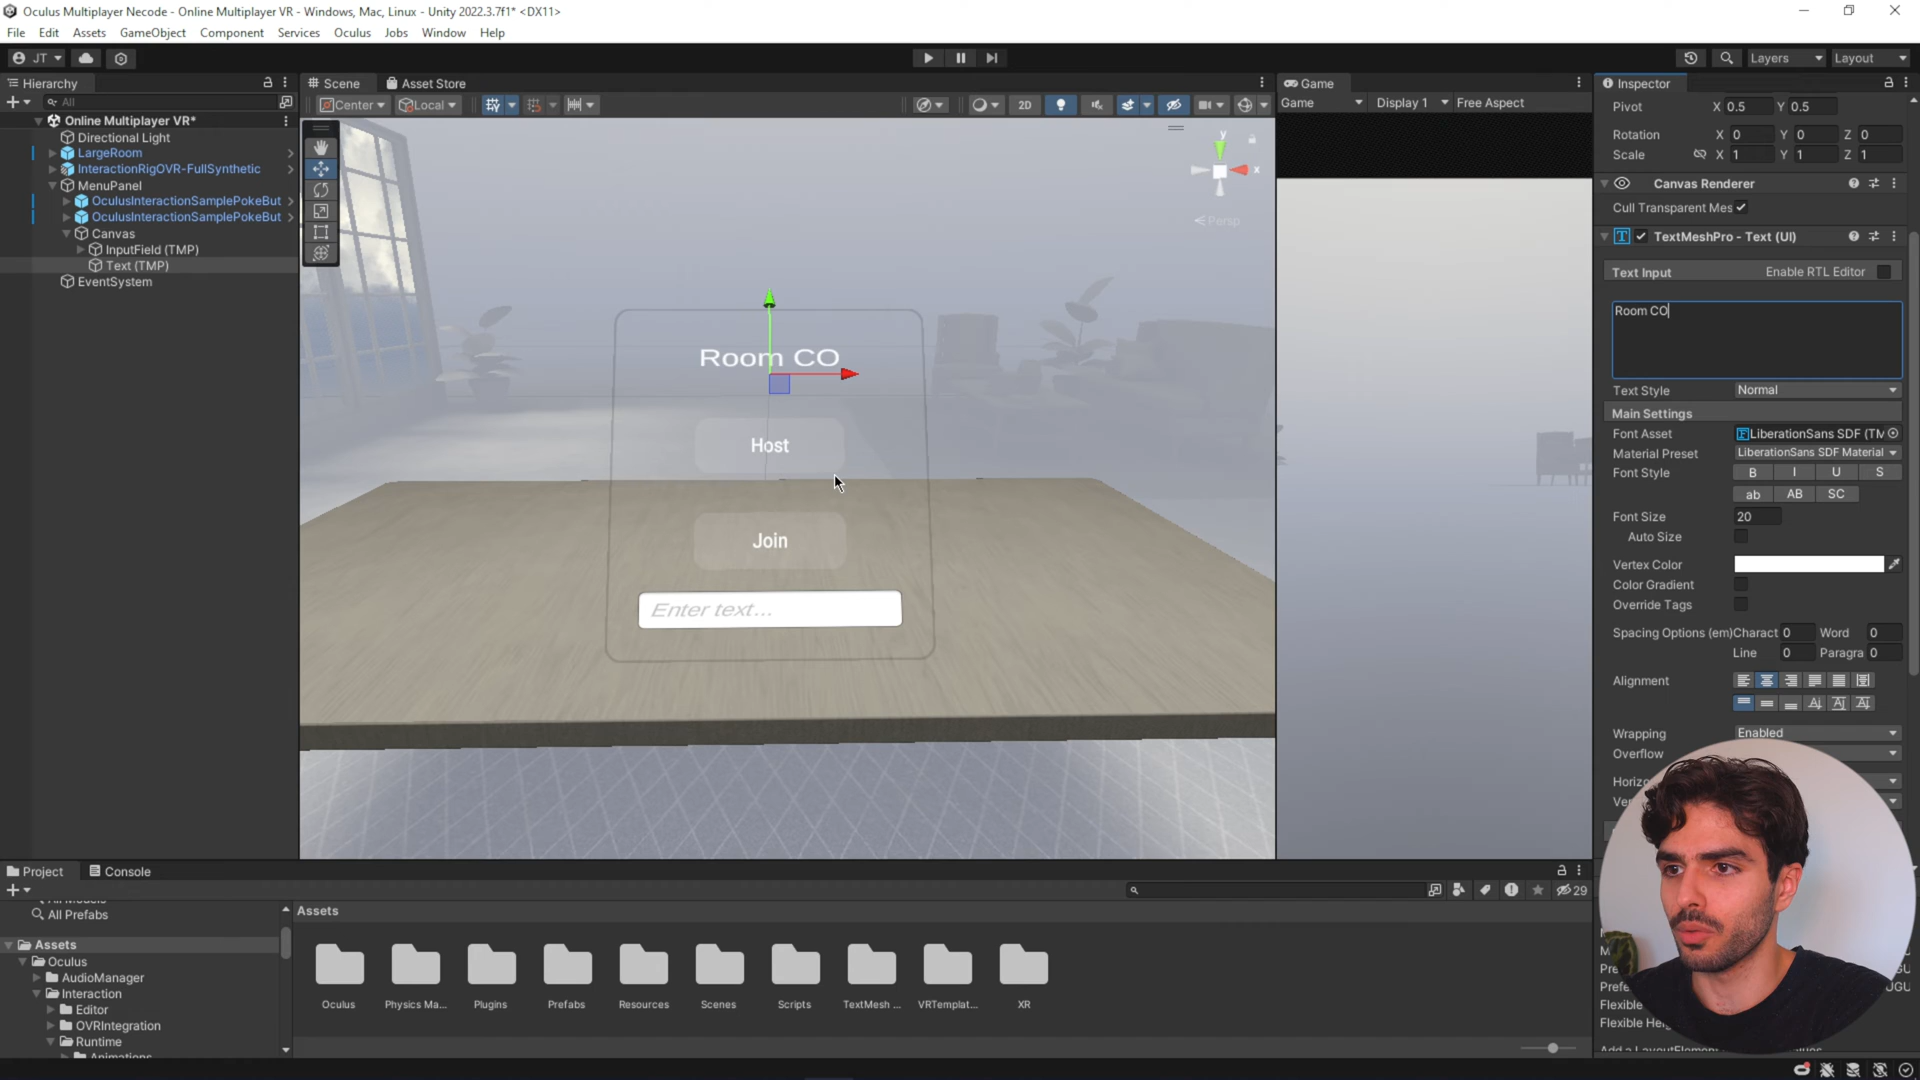 Oculus Multiplayer Necode - Online Multiplayer VR - Windows, Mac, Linux - Unity 2022.3.7f1* <DX11>
File Edit Assets GameObject Component Services Oculus Jobs Window Help
JT Layers Layout
Hierarchy
All
Online Multiplayer VR*
Directional Light
LargeRoom
InteractionRigOVR-FullSynthetic
MenuPanel
OculusInteractionSamplePokeBut
OculusInteractionSamplePokeBut
Canvas
InputField (TMP)
Text (TMP)
EventSystem
Scene Asset Store
Center Local 2D
y
x
Persp
Room CO
Host
Join
Enter text...
Game
Game Display 1 Free Aspect
Inspector
Pivot X 0.5 Y 0.5
Rotation X 0 Y 0 Z 0
Scale X 1 Y 1 Z 1
Canvas Renderer
Cull Transparent Mes
TextMeshPro - Text (UI)
Text Input Enable RTL Editor
Room CO
Text Style Normal
Main Settings
Font Asset LiberationSans SDF (TM
Material Preset LiberationSans SDF Material
Font Style B I U S
ab AB SC
Font Size 20
Auto Size
Vertex Color
Color Gradient
Override Tags
Spacing Options (em) Charact 0 Word 0
Line 0 Paragra 0
Alignment
Wrapping Enabled
Overflow
Horizo
Ver
Flexible
Flexible Hei
Project Console
29
All Prefabs
Assets
Oculus
AudioManager
Interaction
Editor
OVRIntegration
Runtime
Animations
Assets
Oculus Physics Ma... Plugins Prefabs Resources Scenes Scripts TextMesh ... VRTemplat... XR